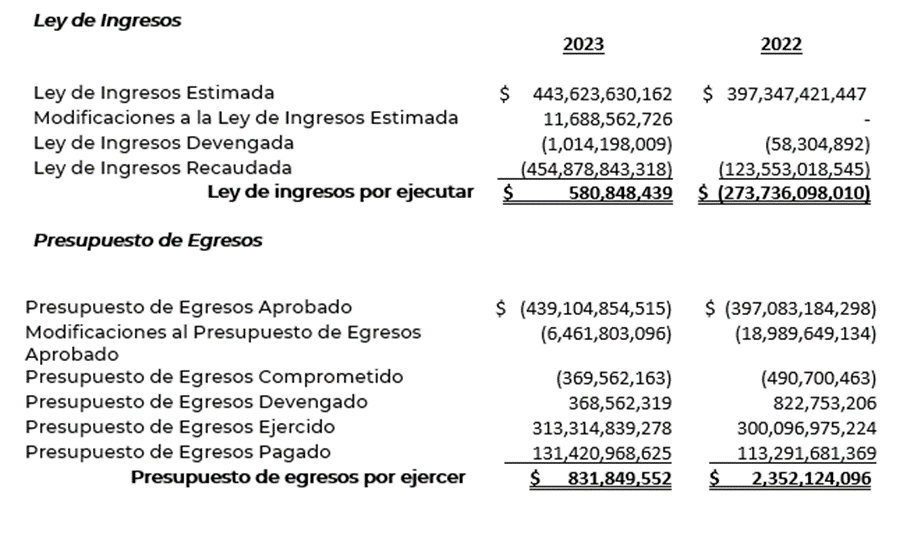 Ley de Ingresos
2023 2022
Ley de Ingresos Estimada $ 443,623,630,162 $ 397,347,421,447
Modificaciones a la Ley de Ingresos Estimada 11,688,562,726 -
Ley de Ingresos Devengada (1,014,198,009) (58,304,892)
Ley de Ingresos Recaudada (454,878,843,318) (123,553,018,545)
Ley de ingresos por ejecutar $ 580,848,439 $ (273,736,098,010)
Presupuesto de Egresos
Presupuesto de Egresos Aprobado $ (439,104,854,515) $ (397,083,184,298)
Modificaciones al Presupuesto de Egresos (6,461,803,096) (18,989,649,134)
Aprobado
Presupuesto de Egresos Comprometido (369,562,163) (490,700,463)
Presupuesto de Egresos Devengado 368,562,319 822,753,206
Presupuesto de Egresos Ejercido 313,314,839,278 300,096,975,224
Presupuesto de Egresos Pagado 131,420,968,625 113,291,681,369
Presupuesto de egresos por ejercer $ 831,849,552 $ 2,352,124,096